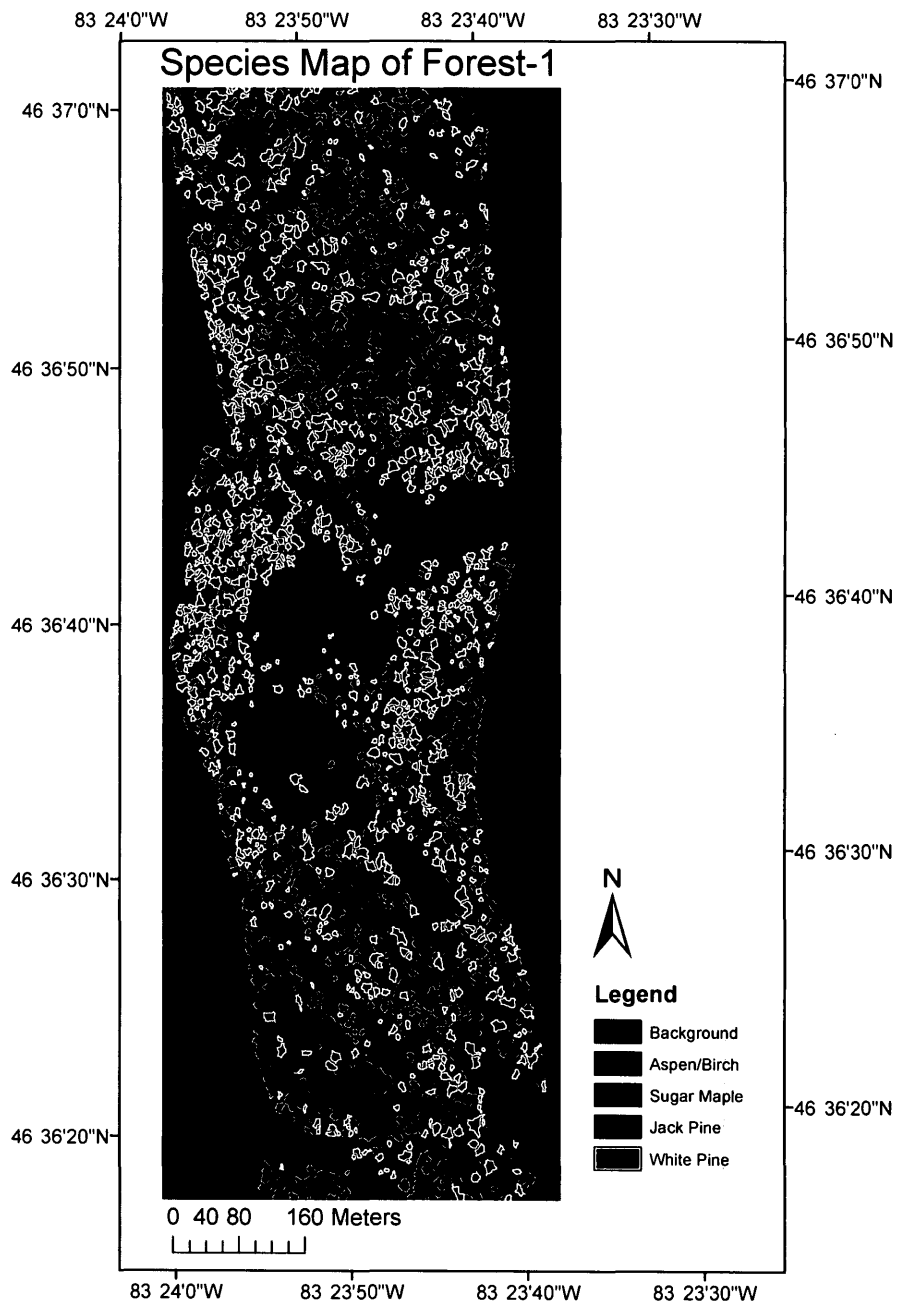 83 24'0"W 83 23'50"W 83 23'40"W 83 23'30"W
Species Map of Forest-1
46 37'0"N
46 37'0"N
46 36'50"N
46 36'50"N
46 36'40"N
46 36'40"N
46 36'30"N
46 36'30"N
N
Legend
Background
Aspen/Birch
Sugar Maple
Jack Pine
White Pine
46 36'20"N
46 36'20"N
0 40 80 160 Meters
83 24'0"W 83 23'50"W 83 23'40"W 83 23'30"W